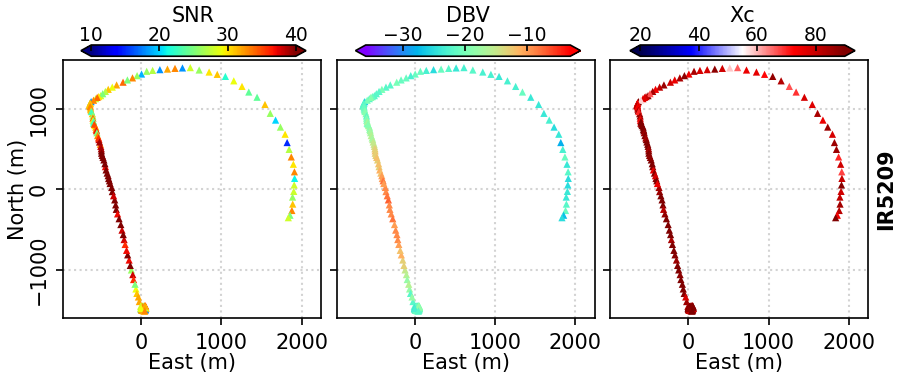 SNR DBV Xc
10 20 30 40 −30 −20 −10 20 40 60 80
North (m)
1000
0
−1000
IR5209
0 1000 2000 0 1000 2000 0 1000 2000
East (m) East (m) East (m)